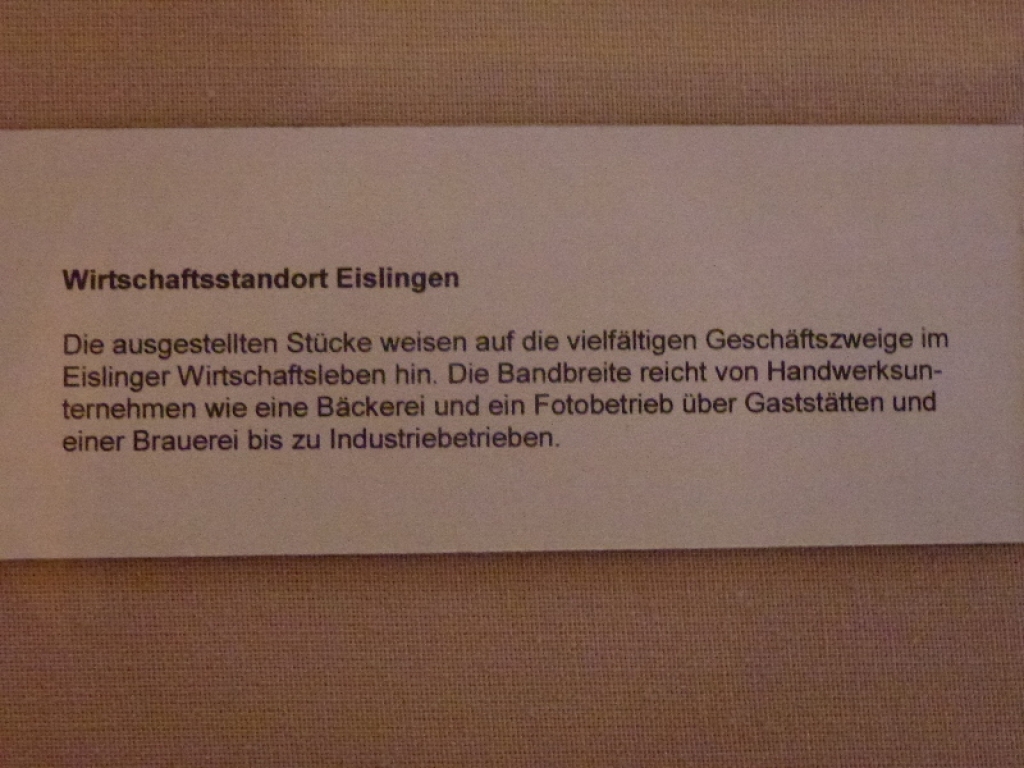 Wirtschaftsstandort Eislingen
Die ausgestellten Stücke weisen auf die vielfältigen Geschäftszweige im
Eislinger Wirtschaftsleben hin. Die Bandbreite reicht von Handwerksun-
ternehmen wie eine Bäckerei und ein Fotobetrieb über Gaststätten und
einer Brauerei bis zu Industriebetrieben.